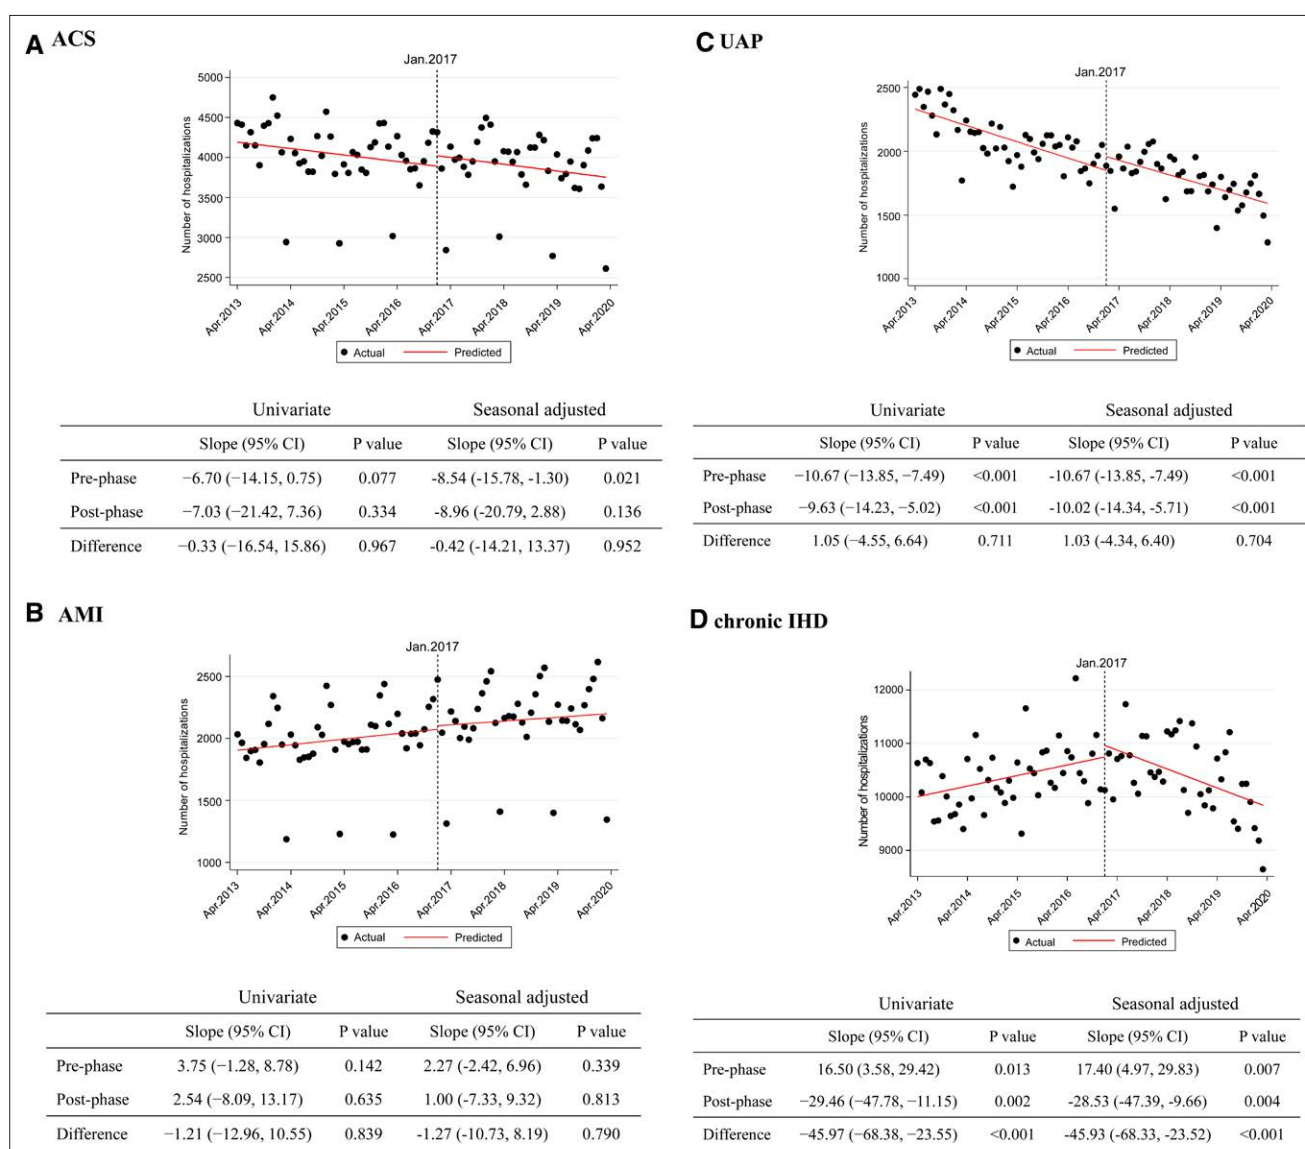 A ACS
Jan.2017
Number of hospitalizations
5000
4500
4000
3500
3000
2500
Apr.2013
Apr.2014
Apr.2015
Apr.2016
Apr.2017
Apr.2018
Apr.2019
Apr.2020
Actual Predicted
Univariate Seasonal adjusted
Slope (95% CI) P value Slope (95% CI) P value
Pre-phase −6.70 (−14.15, 0.75) 0.077 -8.54 (-15.78, -1.30) 0.021
Post-phase −7.03 (−21.42, 7.36) 0.334 -8.96 (-20.79, 2.88) 0.136
Difference −0.33 (−16.54, 15.86) 0.967 -0.42 (-14.21, 13.37) 0.952
B AMI
Jan.2017
Number of hospitalizations
2500
2000
1500
1000
Apr.2013
Apr.2014
Apr.2015
Apr.2016
Apr.2017
Apr.2018
Apr.2019
Apr.2020
Actual Predicted
Univariate Seasonal adjusted
Slope (95% CI) P value Slope (95% CI) P value
Pre-phase 3.75 (−1.28, 8.78) 0.142 2.27 (-2.42, 6.96) 0.339
Post-phase 2.54 (−8.09, 13.17) 0.635 1.00 (-7.33, 9.32) 0.813
Difference −1.21 (−12.96, 10.55) 0.839 -1.27 (-10.73, 8.19) 0.790
C UAP
Jan.2017
Number of hospitalizations
2500
2000
1500
1000
Apr.2013
Apr.2014
Apr.2015
Apr.2016
Apr.2017
Apr.2018
Apr.2019
Apr.2020
Actual Predicted
Univariate Seasonal adjusted
Slope (95% CI) P value Slope (95% CI) P value
Pre-phase −10.67 (−13.85, −7.49) <0.001 -10.67 (-13.85, -7.49) <0.001
Post-phase −9.63 (−14.23, −5.02) <0.001 -10.02 (-14.34, -5.71) <0.001
Difference 1.05 (−4.55, 6.64) 0.711 1.03 (-4.34, 6.40) 0.704
D chronic IHD
Jan.2017
Number of hospitalizations
12000
11000
10000
9000
Apr.2013
Apr.2014
Apr.2015
Apr.2016
Apr.2017
Apr.2018
Apr.2019
Apr.2020
Actual Predicted
Univariate Seasonal adjusted
Slope (95% CI) P value Slope (95% CI) P value
Pre-phase 16.50 (3.58, 29.42) 0.013 17.40 (4.97, 29.83) 0.007
Post-phase −29.46 (−47.78, −11.15) 0.002 -28.53 (-47.39, -9.66) 0.004
Difference −45.97 (−68.38, −23.55) <0.001 -45.93 (-68.33, -23.52) <0.001